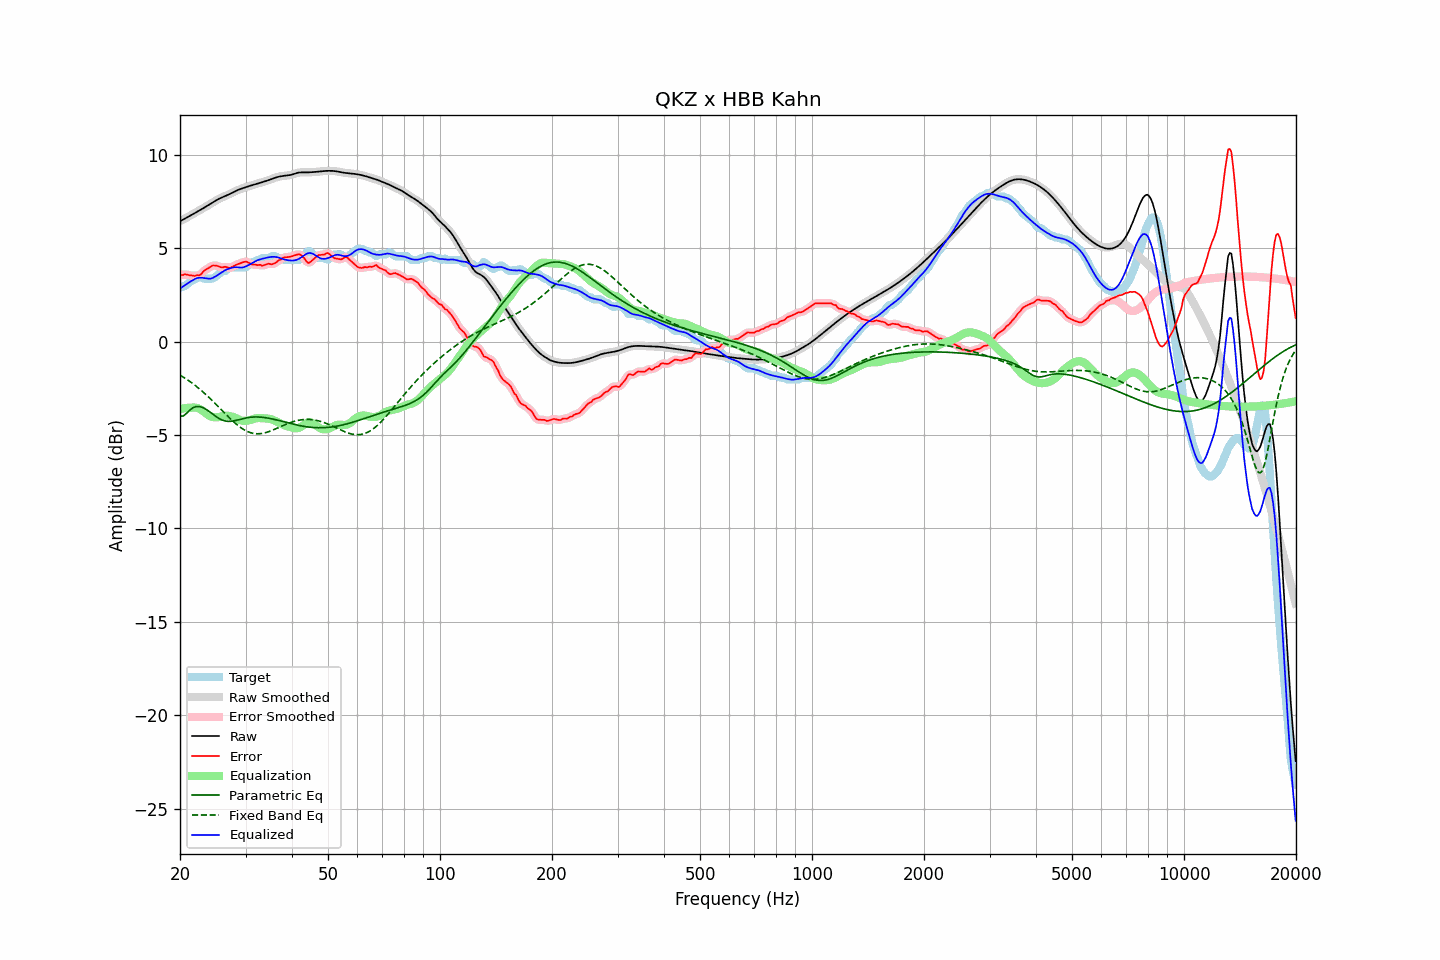 QKZ x HBB Kahn
Amplitude (dBr)
10
5
0
−5
−10
−15
−20
−25
Target
Raw Smoothed
Error Smoothed
Raw
Error
Equalization
Parametric Eq
Fixed Band Eq
Equalized
20 50 100 200 500 1000 2000 5000 10000 20000
Frequency (Hz)